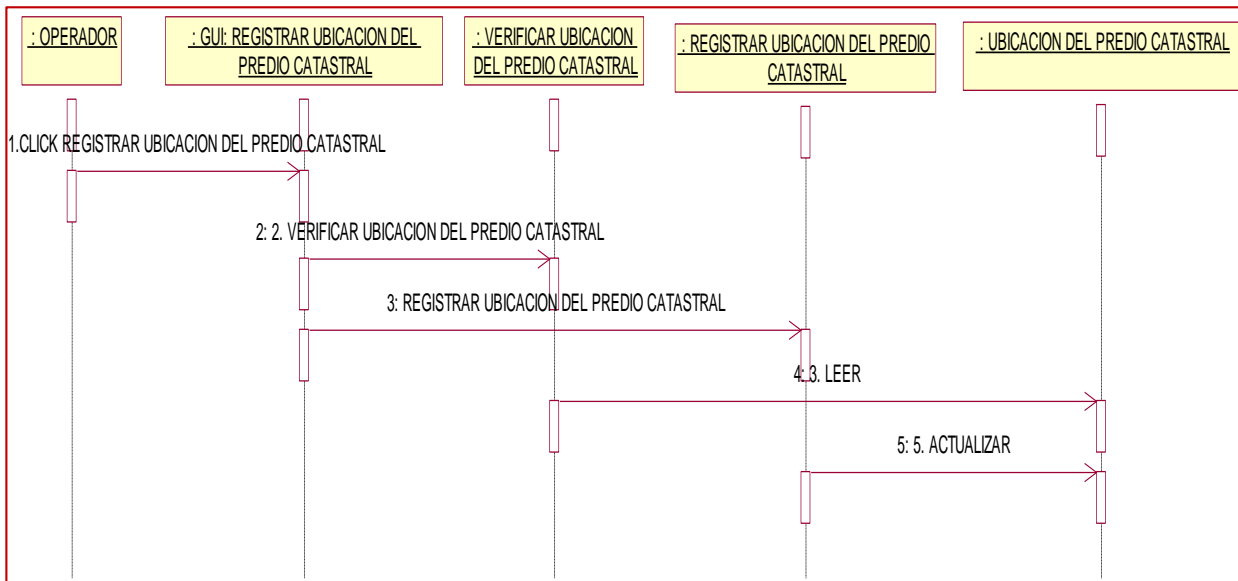 : OPERADOR
: GUI: REGISTRAR UBICACION DEL
PREDIO CATASTRAL
: VERIFICAR UBICACION
DEL PREDIO CATASTRAL
: REGISTRAR UBICACION DEL PREDIO
CATASTRAL
: UBICACION DEL PREDIO CATASTRAL
1.CLICK REGISTRAR UBICACION DEL PREDIO CATASTRAL
2: 2. VERIFICAR UBICACION DEL PREDIO CATASTRAL
3: REGISTRAR UBICACION DEL PREDIO CATASTRAL
4: 3. LEER
5: 5. ACTUALIZAR